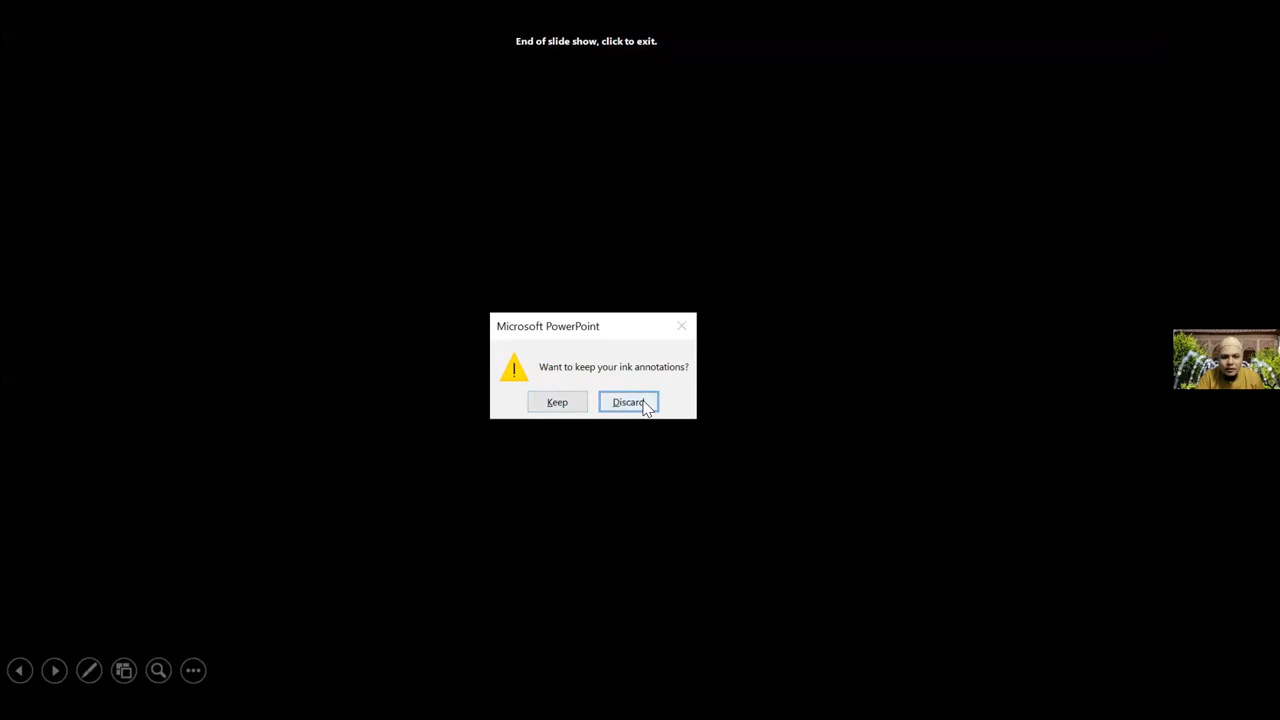 End of slide show, click to exit.
Microsoft PowerPoint
Want to keep your ink annotations?
Keep
Discard